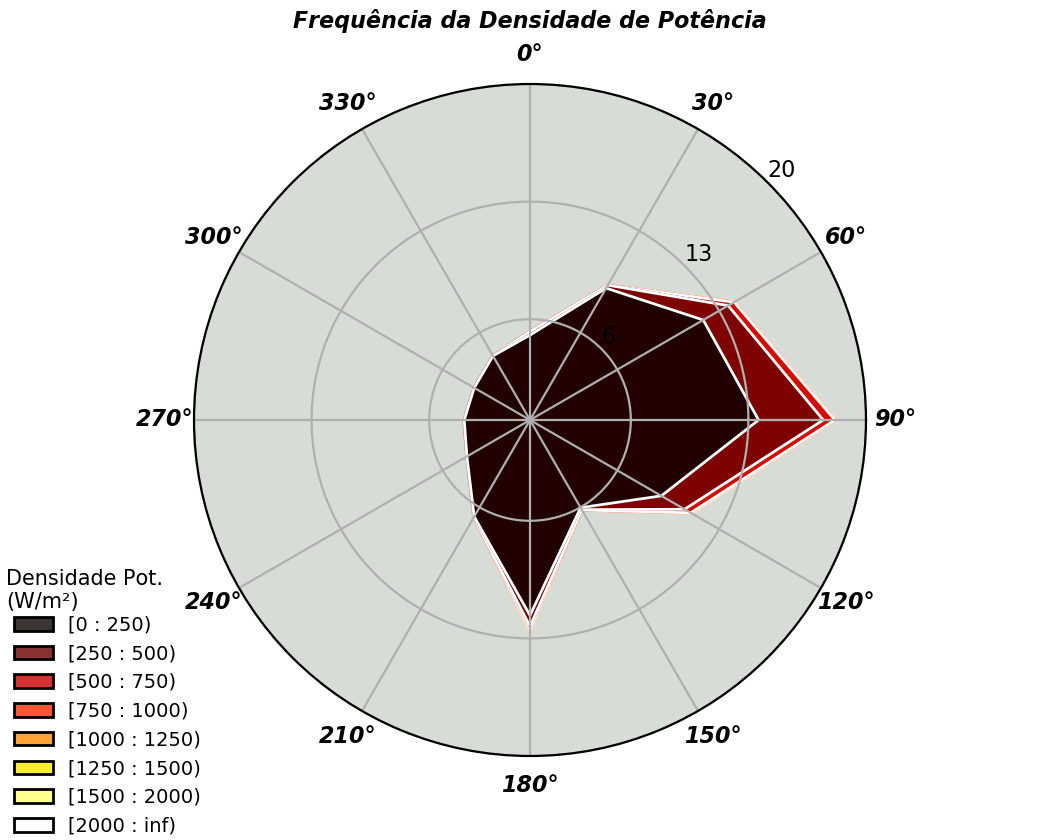 Frequência da Densidade de Potência
0°
330°
30°
20
300°
60°
13
6
270°
90°
240°
120°
210°
150°
180°
Densidade Pot.
(W/m²)
[0 : 250)
[250 : 500)
[500 : 750)
[750 : 1000)
[1000 : 1250)
[1250 : 1500)
[1500 : 2000)
[2000 : inf)